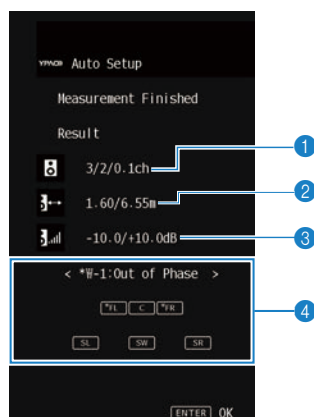 YPAO Auto Setup
Measurement Finished
Result
3/2/0.1ch 1
1.60/6.55m 2
-10.0/+10.0dB 3
< *W-1:Out of Phase > 4
*FL C *FR
SL SW SR
ENTER OK